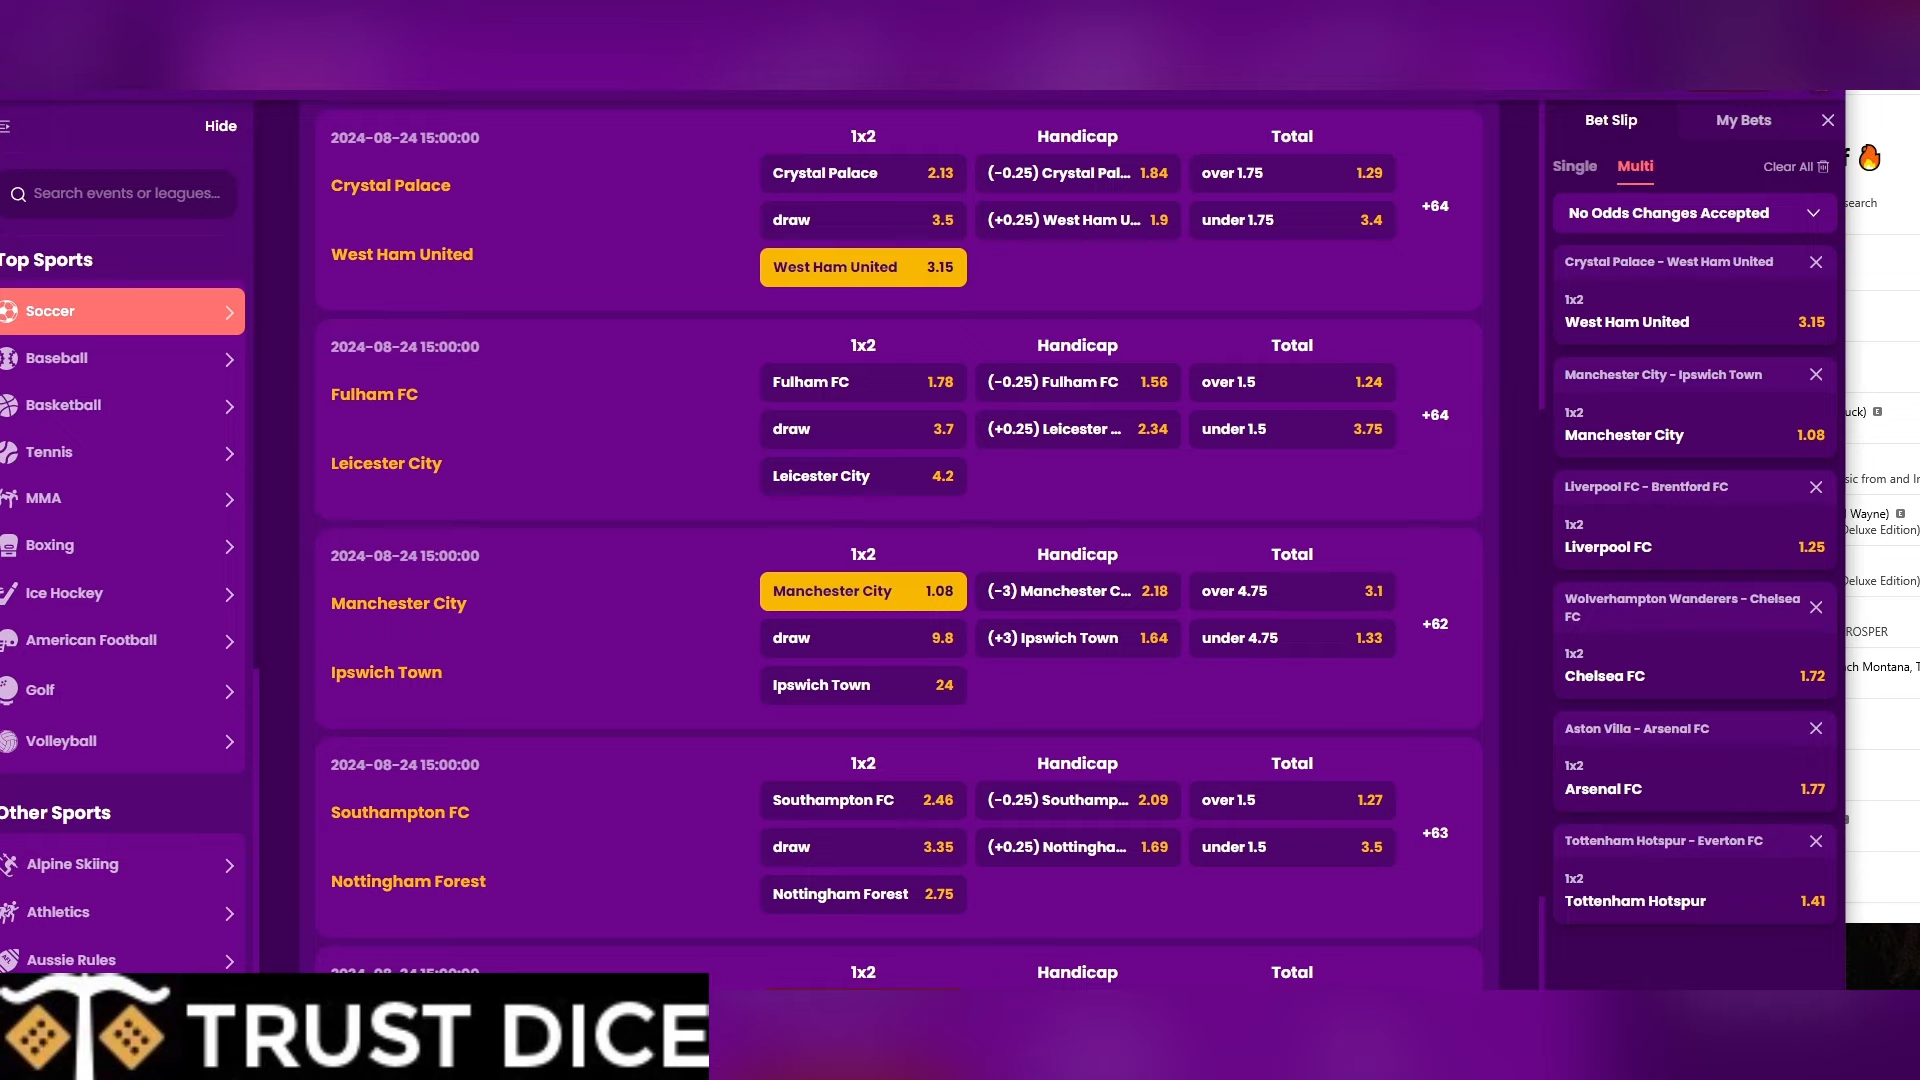 Hide
Search events or leagues...
Top Sports
Soccer
Baseball
Basketball
Tennis
MMA
Boxing
Ice Hockey
American Football
Golf
Volleyball
Other Sports
Alpine Skiing
Athletics
Aussie Rules
2024-08-24 15:00:00
1x2 Handicap Total
Crystal Palace
West Ham United
Crystal Palace 2.13 (-0.25) Crystal Pal... 1.84 over 1.75 1.29
draw 3.5 (+0.25) West Ham U... 1.9 under 1.75 3.4
West Ham United 3.15
+64
2024-08-24 15:00:00
1x2 Handicap Total
Fulham FC
Leicester City
Fulham FC 1.78 (-0.25) Fulham FC 1.56 over 1.5 1.24
draw 3.7 (+0.25) Leicester ... 2.34 under 1.5 3.75
Leicester City 4.2
+64
2024-08-24 15:00:00
1x2 Handicap Total
Manchester City
Ipswich Town
Manchester City 1.08 (-3) Manchester C... 2.18 over 4.75 3.1
draw 9.8 (+3) Ipswich Town 1.64 under 4.75 1.33
Ipswich Town 24
+62
2024-08-24 15:00:00
1x2 Handicap Total
Southampton FC
Nottingham Forest
Southampton FC 2.46 (-0.25) Southamp... 2.09 over 1.5 1.27
draw 3.35 (+0.25) Nottingha... 1.69 under 1.5 3.5
Nottingham Forest 2.75
+63
1x2 Handicap Total
Bet Slip My Bets
Single Multi Clear All
No Odds Changes Accepted
Crystal Palace - West Ham United
1x2
West Ham United 3.15
Manchester City - Ipswich Town
1x2
Manchester City 1.08
Liverpool FC - Brentford FC
1x2
Liverpool FC 1.25
Wolverhampton Wanderers - Chelsea
FC
1x2
Chelsea FC 1.72
Aston Villa - Arsenal FC
1x2
Arsenal FC 1.77
Tottenham Hotspur - Everton FC
1x2
Tottenham Hotspur 1.41
uck) E
sic from and
Wayne) E
Deluxe Edition)
Deluxe Edition)
ROSPER
Montana,
TRUST DICE